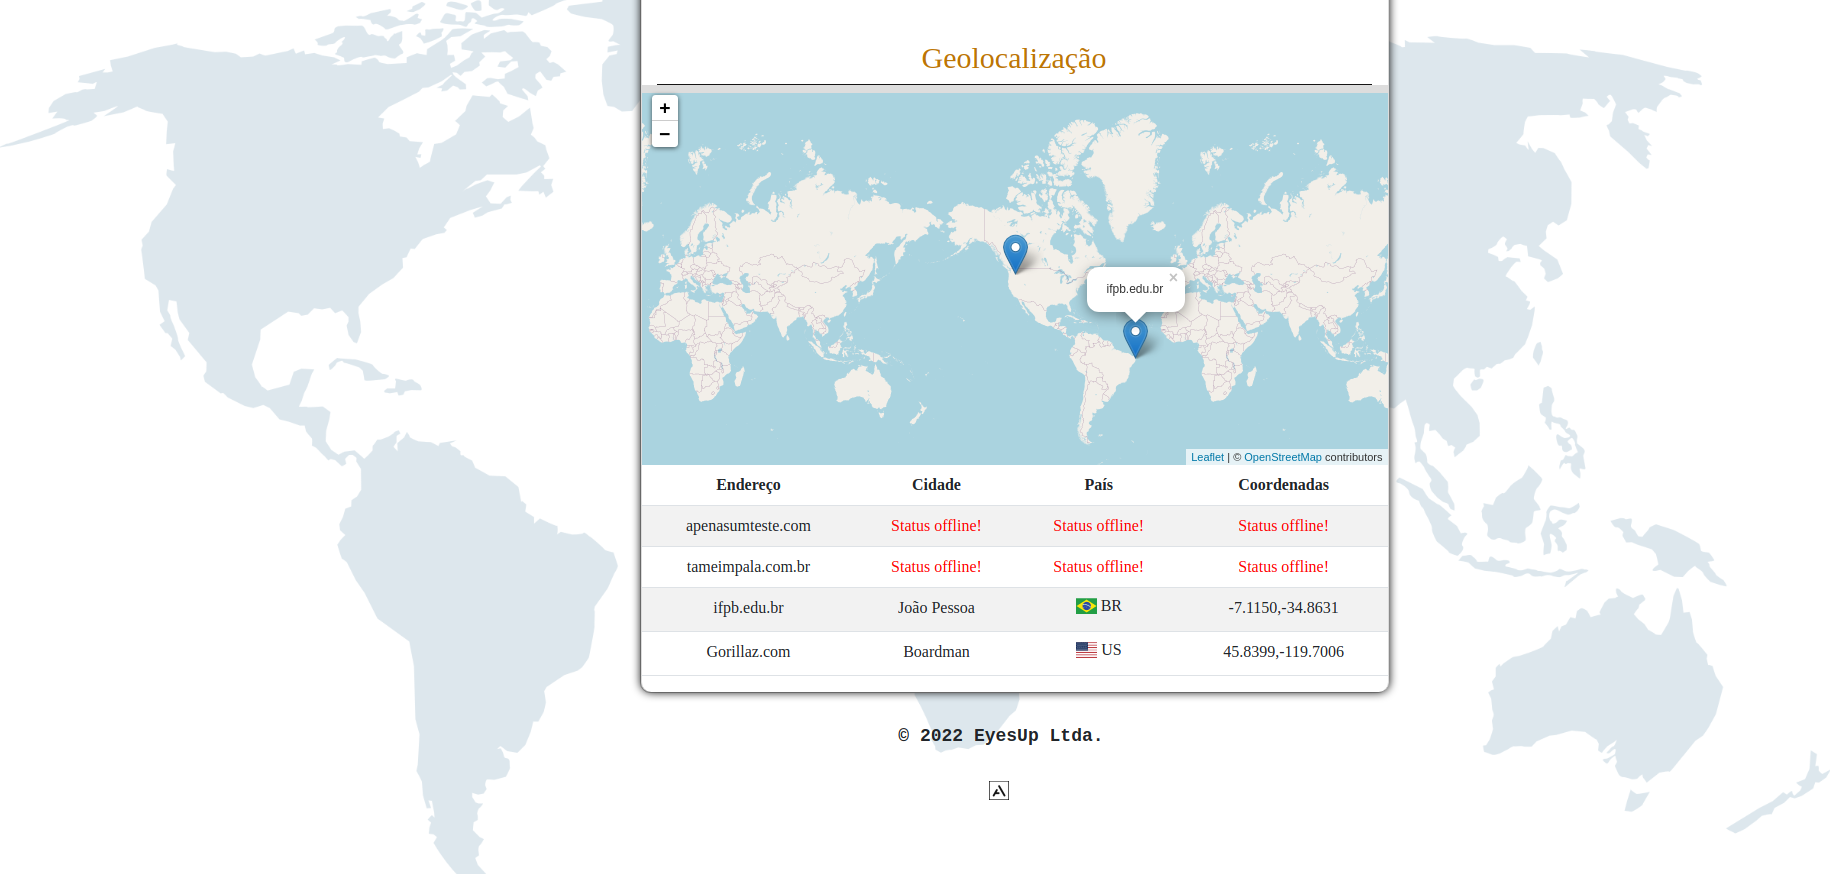 Geolocalização
+
−
ifpb.edu.br ×
Leaflet | © OpenStreetMap contributors
Endereço Cidade País Coordenadas
apenasumteste.com Status offline! Status offline! Status offline!
tameimpala.com.br Status offline! Status offline! Status offline!
ifpb.edu.br João Pessoa BR -7.1150,-34.8631
Gorillaz.com Boardman US 45.8399,-119.7006
© 2022 EyesUp Ltda.